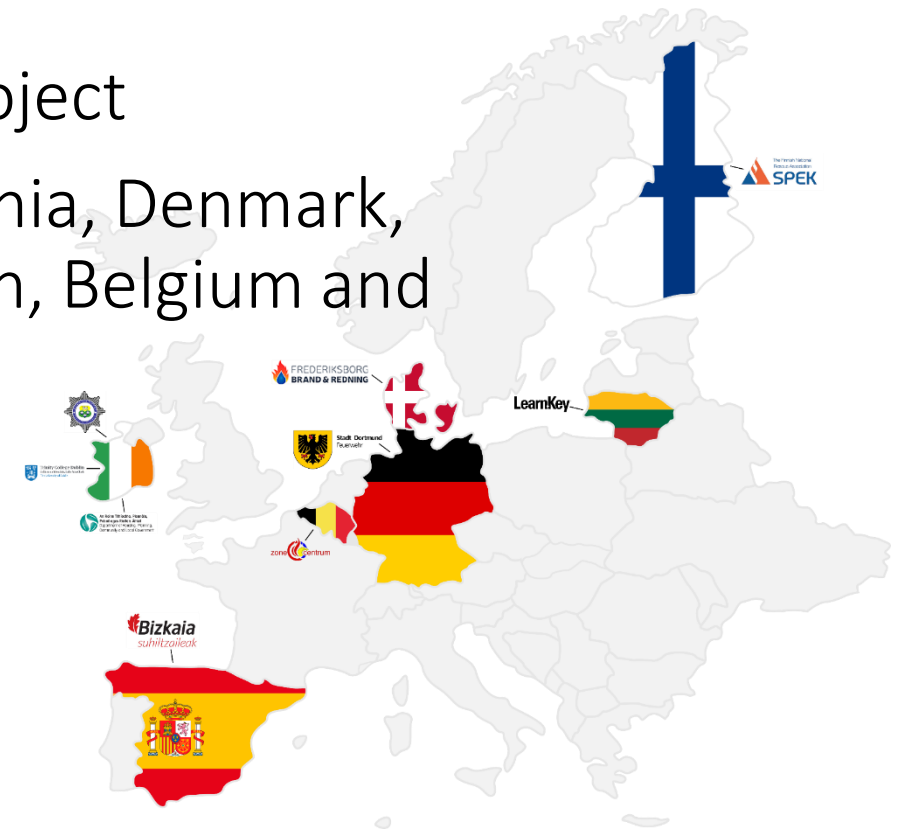 oject
nia, Denmark,
n, Belgium and
The Finnish National
Rescue Association
SPEK
FREDERIKSBORG
BRAND & REDNING
LearnKey
Stadt Dortmund
Feuerwehr
zone Centrum
Bizkaia
suhiltzaileak